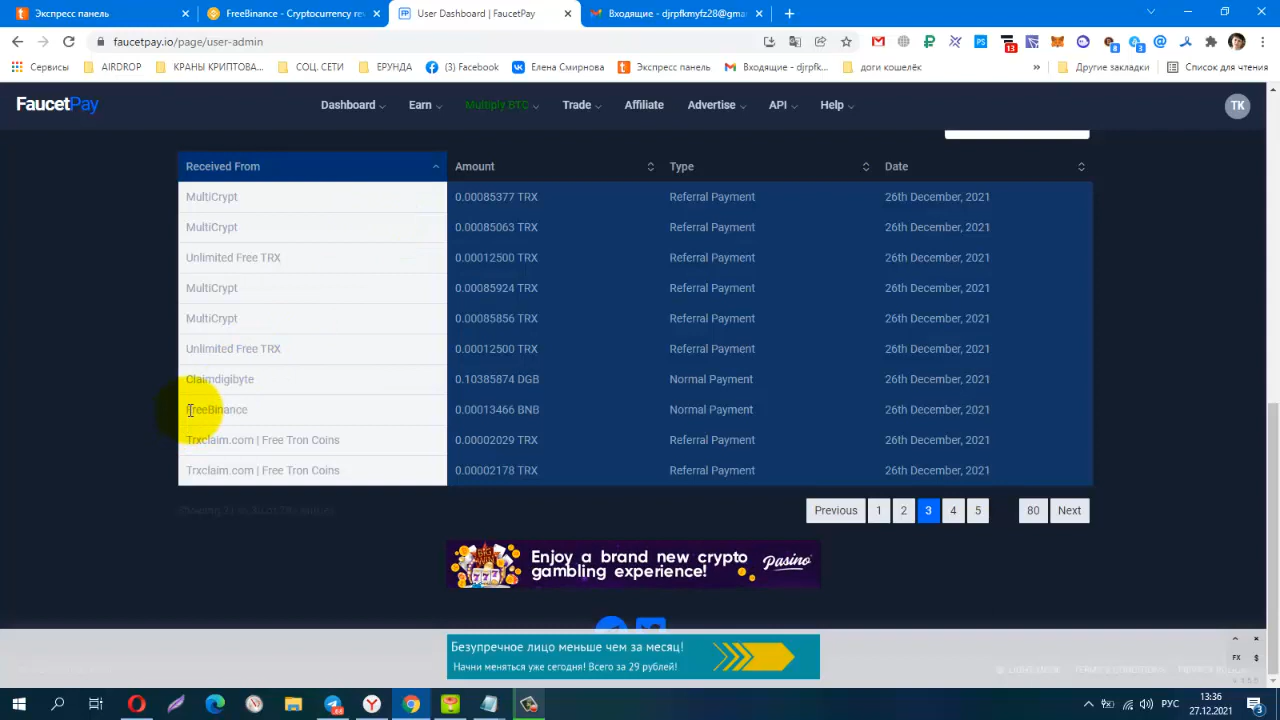 Экспресс панель
FreeBinance - Cryptocurrency rev
User Dashboard | FaucetPay
Входящие - djrpfkmyfz28@gmai
faucetpay.io/page/user-admin
13
8
3
Сервисы
AIRDROP
КРАНЫ КРИПТОВА...
СОЦ. СЕТИ
ЕРУНДА
(3) Facebook
Елена Смирнова
Экспресс панель
Входящие - djrpfk...
доги кошелёк
»
Другие закладки
Список для чтения
FaucetPay
Dashboard
Earn
Multiply BTC
Trade
Affiliate
Advertise
API
Help
TK
Received From Amount Type Date
MultiCrypt 0.00085377 TRX Referral Payment 26th December, 2021
MultiCrypt 0.00085063 TRX Referral Payment 26th December, 2021
Unlimited Free TRX 0.00012500 TRX Referral Payment 26th December, 2021
MultiCrypt 0.00085924 TRX Referral Payment 26th December, 2021
MultiCrypt 0.00085856 TRX Referral Payment 26th December, 2021
Unlimited Free TRX 0.00012500 TRX Referral Payment 26th December, 2021
Claimdigibyte 0.10385874 DGB Normal Payment 26th December, 2021
FreeBinance 0.00013466 BNB Normal Payment 26th December, 2021
Trxclaim.com | Free Tron Coins 0.00002029 TRX Referral Payment 26th December, 2021
Trxclaim.com | Free Tron Coins 0.00002178 TRX Referral Payment 26th December, 2021
Previous 1 2 3 4 5 80 Next
Enjoy a brand new crypto
gambling experience!
Pasino
Безупречное лицо меньше чем за месяц!
Начни меняться уже сегодня! Всего за 29 рублей!
FX $
РУС
13:36
27.12.2021